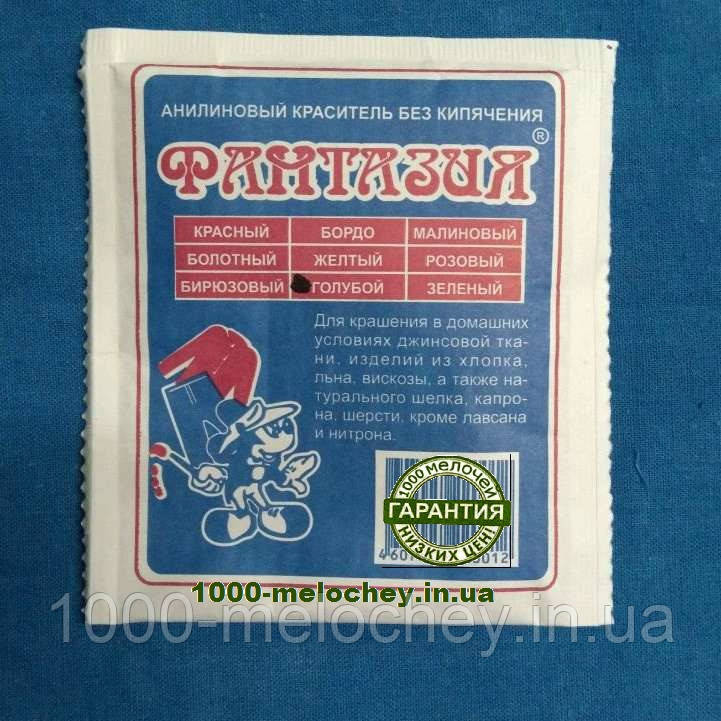 АНИЛИНОВЫЙ КРАСИТЕЛЬ БЕЗ КИПЯЧЕНИЯ
ФАНТАЗИЯ ®
КРАСНЫЙ БОРДО МАЛИНОВЫЙ
БОЛОТНЫЙ ЖЕЛТЫЙ РОЗОВЫЙ
БИРЮЗОВЫЙ ГОЛУБОЙ ЗЕЛЕНЫЙ
Для крашения в домашних
условиях джинсовой тка-
ни, изделий из хлопка,
льна, вискозы, а также на-
турального шелка, капро-
на, шерсти, кроме лавсана
и нитрона.
1000 мелочей
ГАРАНТИЯ
НИЗКИХ ЦЕН!
1000-melochey.in.ua
1000-melochey.in.ua